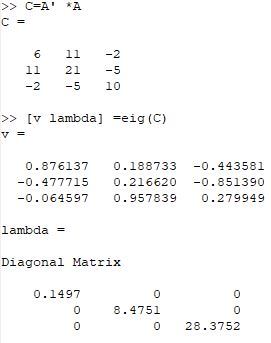 >> C=A' *A
C =
6 11 -2
11 21 -5
-2 -5 10
>> [v lambda] =eig(C)
v =
0.876137 0.188733 -0.443581
-0.477715 0.216620 -0.851390
-0.064597 0.957839 0.279949
lambda =
Diagonal Matrix
0.1497 0 0
0 8.4751 0
0 0 28.3752